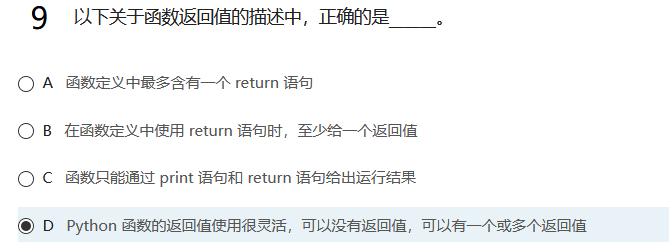 9 以下关于函数返回值的描述中，正确的是______。
A 函数定义中最多含有一个 return 语句
B 在函数定义中使用 return 语句时，至少给一个返回值
C 函数只能通过 print 语句和 return 语句给出运行结果
D Python 函数的返回值使用很灵活，可以没有返回值，可以有一个或多个返回值